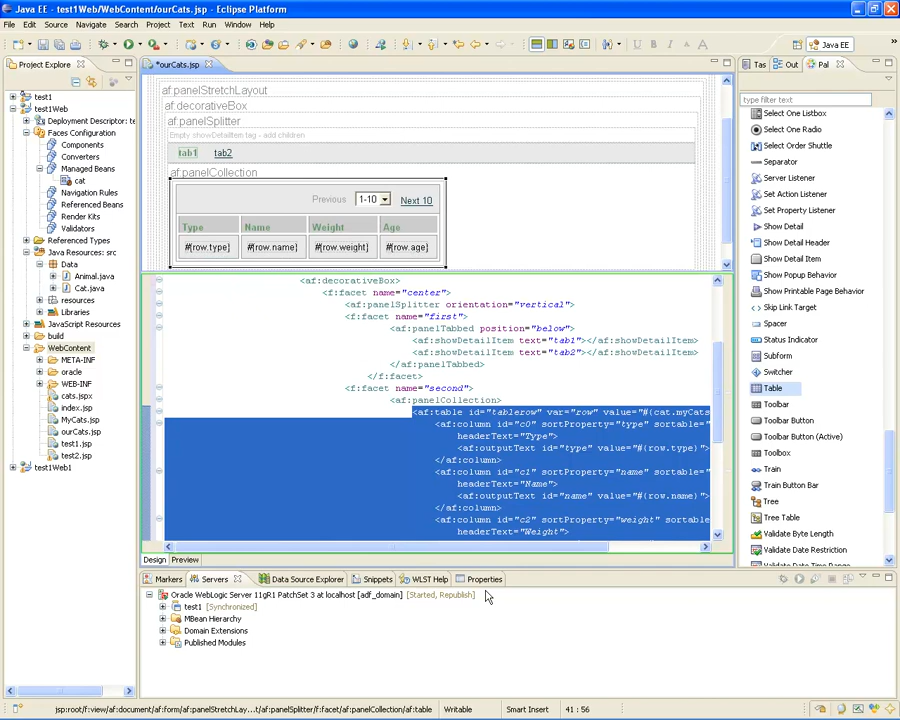 Java EE - test1Web/WebContent/ourCats.jsp - Eclipse Platform
File Edit Source Navigate Search Project Text Run Window Help
Java EE
Project Explore
*ourCats.jsp
Tas Out Pal
type filter text
test1
test1Web
Deployment Descriptor: te
Faces Configuration
Components
Converters
Managed Beans
cat
Navigation Rules
Referenced Beans
Render Kits
Validators
Referenced Types
Java Resources: src
Data
Animal.java
Cat.java
resources
Libraries
JavaScript Resources
build
WebContent
META-INF
oracle
WEB-INF
cats.jspx
index.jsp
MyCats.jsp
ourCats.jsp
test1.jsp
test2.jsp
test1Web1
af:panelStretchLayout
af:decorativeBox
af:panelSplitter
Empty showDetailItem tag - add children
tab1 tab2
af:panelCollection
Previous 1-10 Next 10
Type Name Weight Age
#{row.type} #{row.name} #{row.weight} #{row.age}
<af:decorativeBox>
<f:facet name="center">
<af:panelSplitter orientation="vertical">
<f:facet name="first">
<af:panelTabbed position="below">
<af:showDetailItem text="tab1"></af:showDetailItem>
<af:showDetailItem text="tab2"></af:showDetailItem>
</af:panelTabbed>
</f:facet>
<f:facet name="second">
<af:panelCollection>
<af:table id="tablerow" var="row" value="#{cat.myCats
<af:column id="c0" sortProperty="type" sortable="
headerText="Type">
<af:outputText id="type" value="#{row.type}">
</af:column>
<af:column id="c1" sortProperty="name" sortable="
headerText="Name">
<af:outputText id="name" value="#{row.name}">
</af:column>
<af:column id="c2" sortProperty="weight" sortable
headerText="Weight">
Design Preview
Select One Listbox
Select One Radio
Select Order Shuttle
Separator
Server Listener
Set Action Listener
Set Property Listener
Show Detail
Show Detail Header
Show Detail Item
Show Popup Behavior
Show Printable Page Behavior
Skip Link Target
Spacer
Status Indicator
Subform
Switcher
Table
Toolbar
Toolbar Button
Toolbar Button (Active)
Toolbox
Train
Train Button Bar
Tree
Tree Table
Validate Byte Length
Validate Date Restriction
Markers Servers Data Source Explorer Snippets WLST Help Properties
Oracle WebLogic Server 11gR1 PatchSet 3 at localhost [adf_domain] [Started, Republish]
test1 [Synchronized]
MBean Hierarchy
Domain Extensions
Published Modules
jsp:root/f:view/af:document/af:form/af:panelStretchLay...t/af:panelSplitter/f:facet/af:panelCollection/af:table Writable Smart Insert 41 : 56